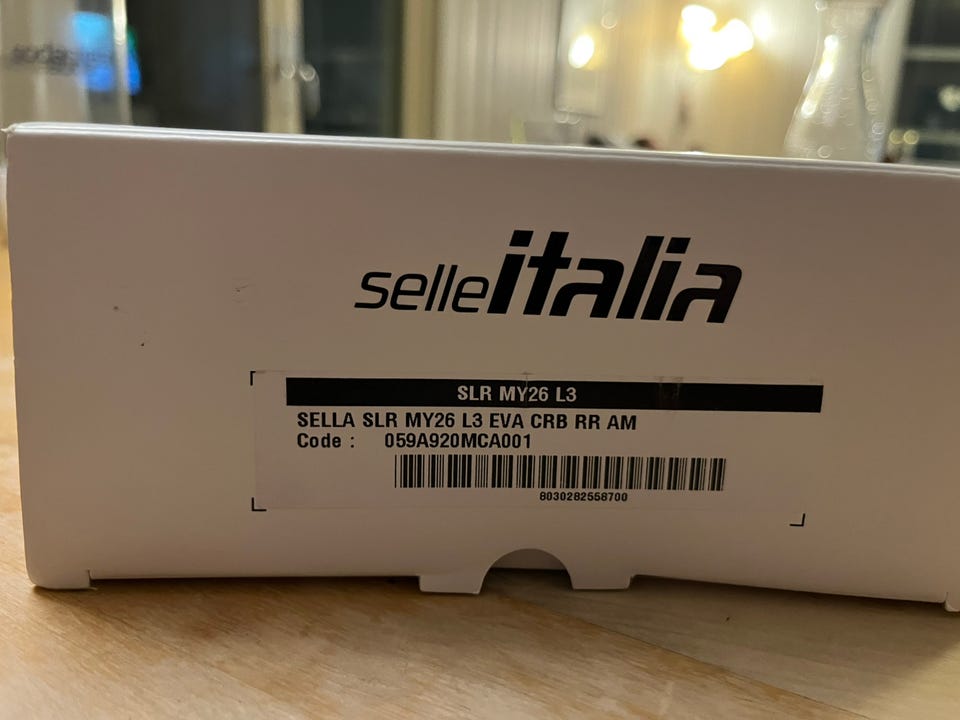 selleitalia
SLR MY26 L3
SELLA SLR MY26 L3 EVA CRB RR AM
Code : 059A920MCA001
8030282558700